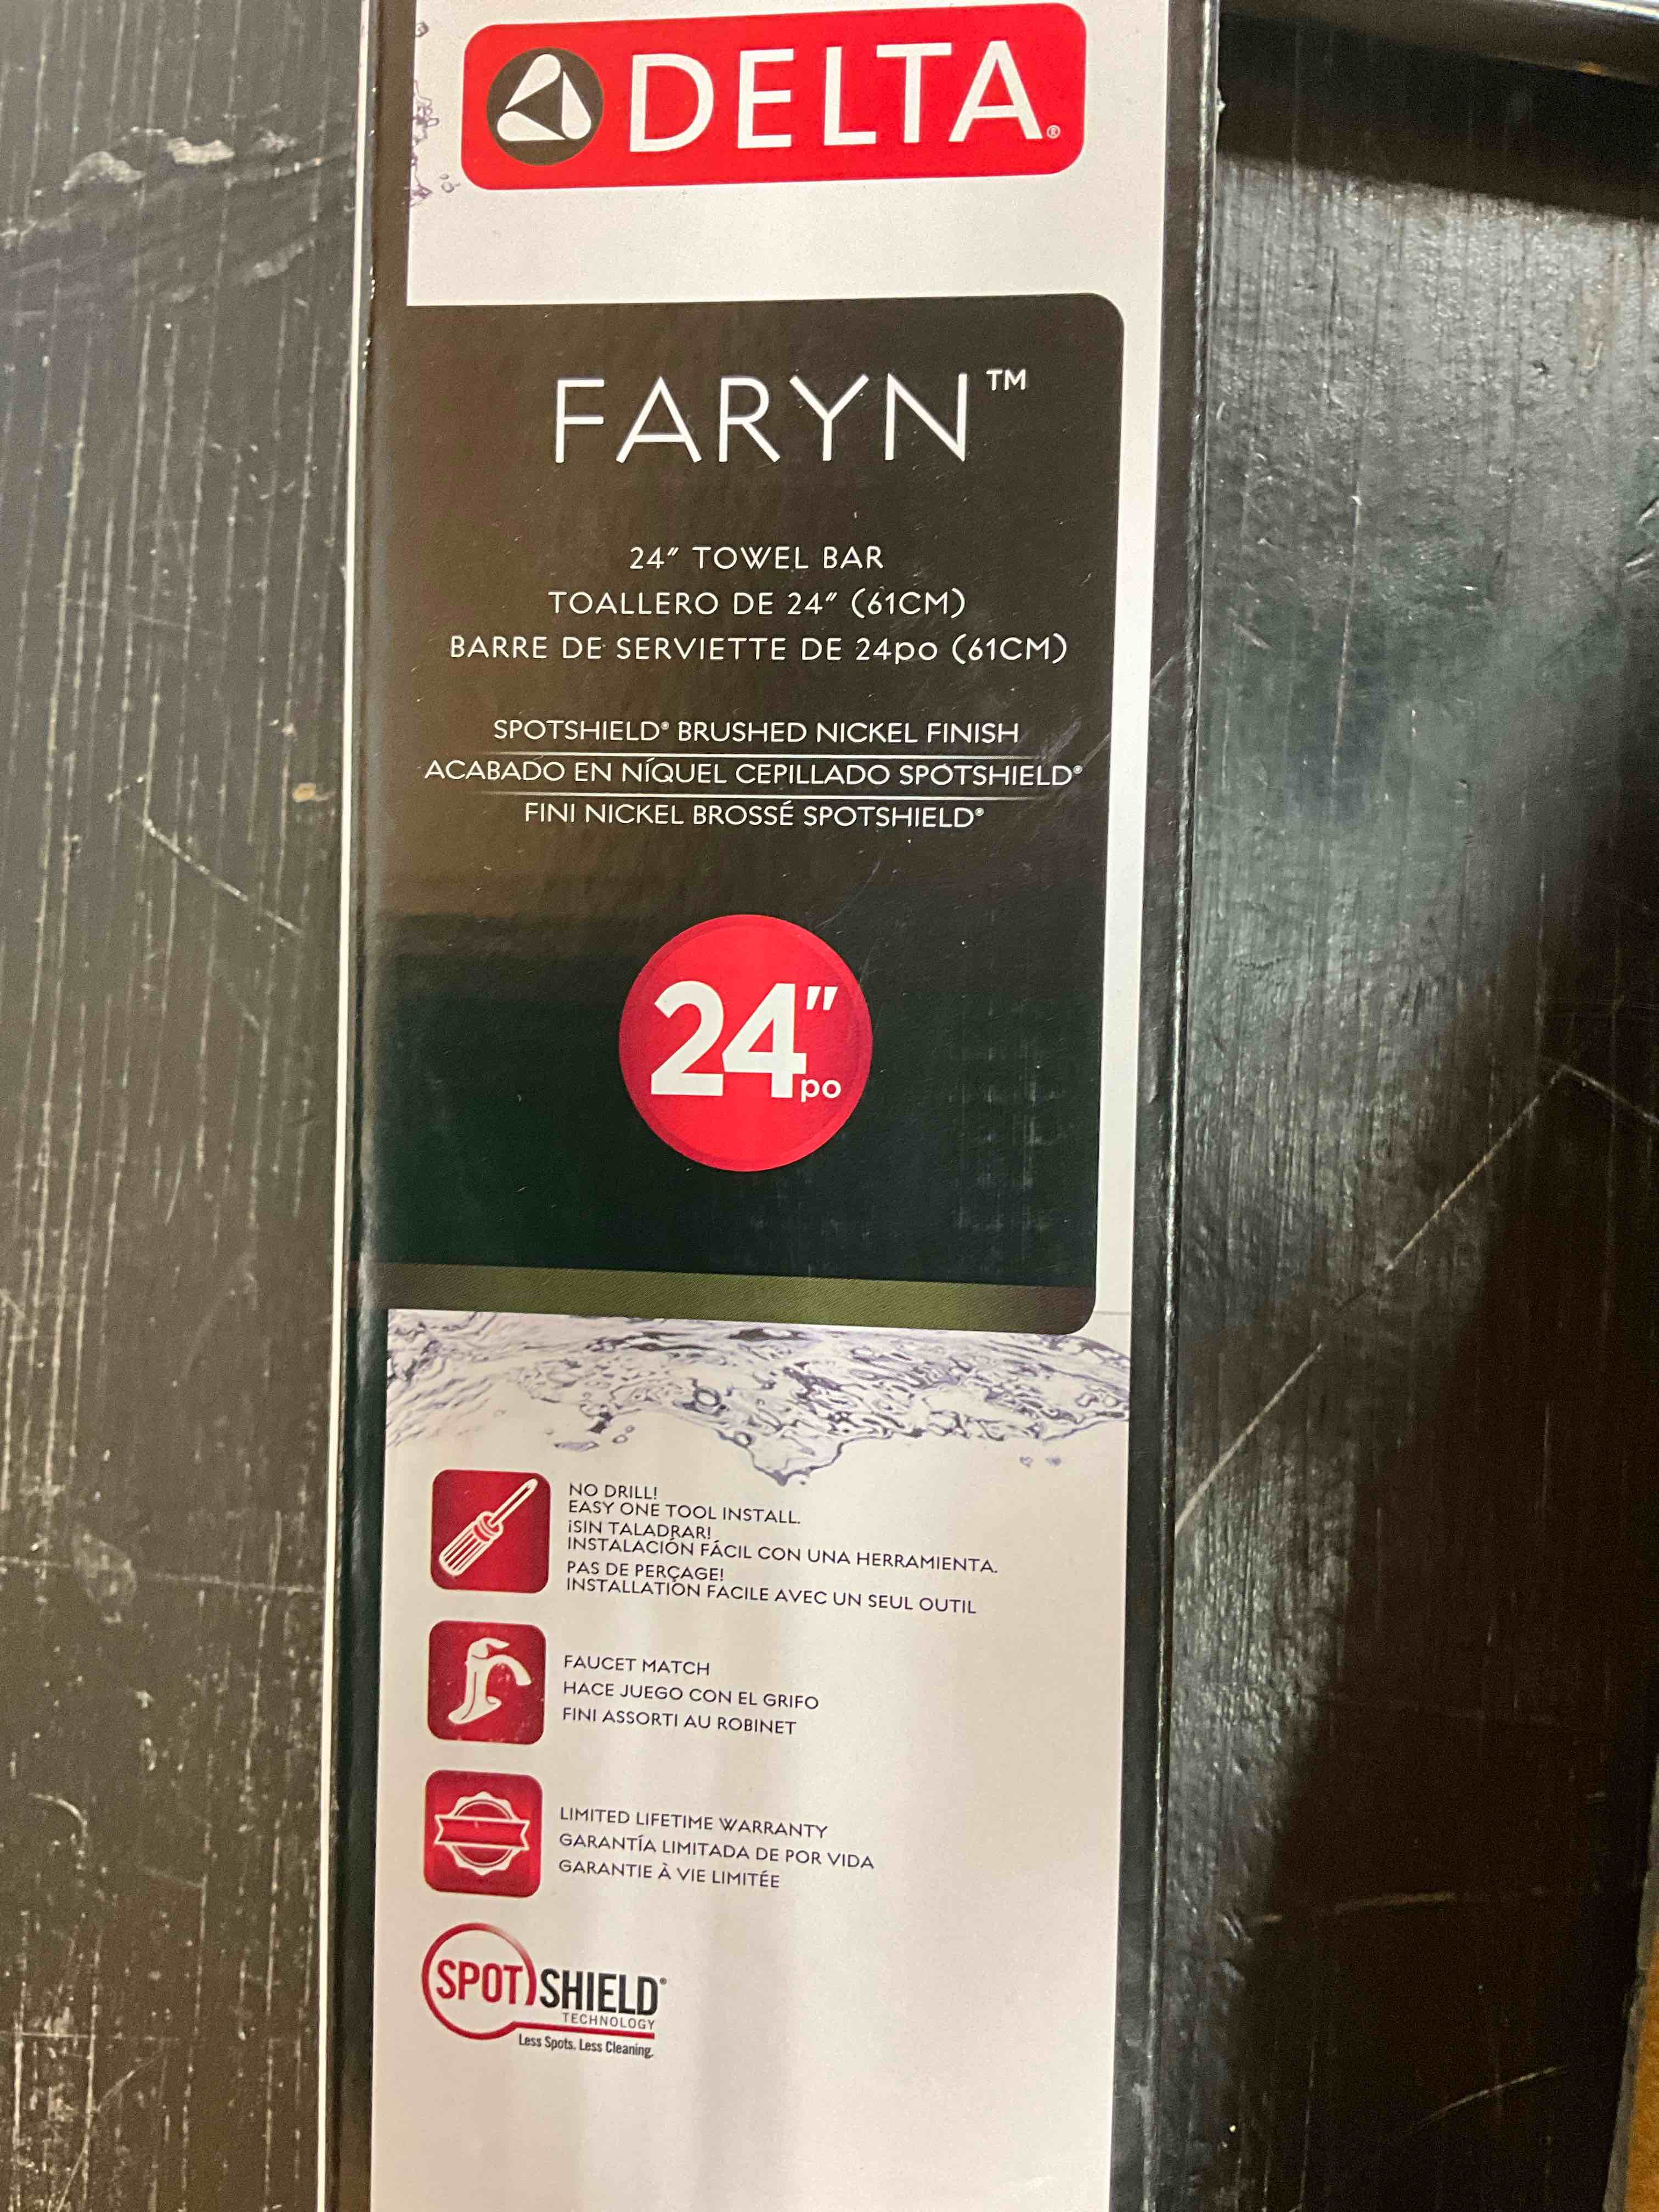 DELTA®
FARYN™
24" TOWEL BAR
TOALLERO DE 24" (61CM)
BARRE DE SERVIETTE DE 24po (61CM)
SPOTSHIELD® BRUSHED NICKEL FINISH
ACABADO EN NÍQUEL CEPILLADO SPOTSHIELD®
FINI NICKEL BROSSÉ SPOTSHIELD®
24"
po
NO DRILL!
EASY ONE TOOL INSTALL.
¡SIN TALADRAR!
INSTALACIÓN FÁCIL CON UNA HERRAMIENTA.
PAS DE PERÇAGE!
INSTALLATION FACILE AVEC UN SEUL OUTIL
FAUCET MATCH
HACE JUEGO CON EL GRIFO
FINI ASSORTI AU ROBINET
LIMITED LIFETIME WARRANTY
GARANTÍA LIMITADA DE POR VIDA
GARANTIE À VIE LIMITÉE
SPOTSHIELD®
TECHNOLOGY
Less Spots. Less Cleaning.